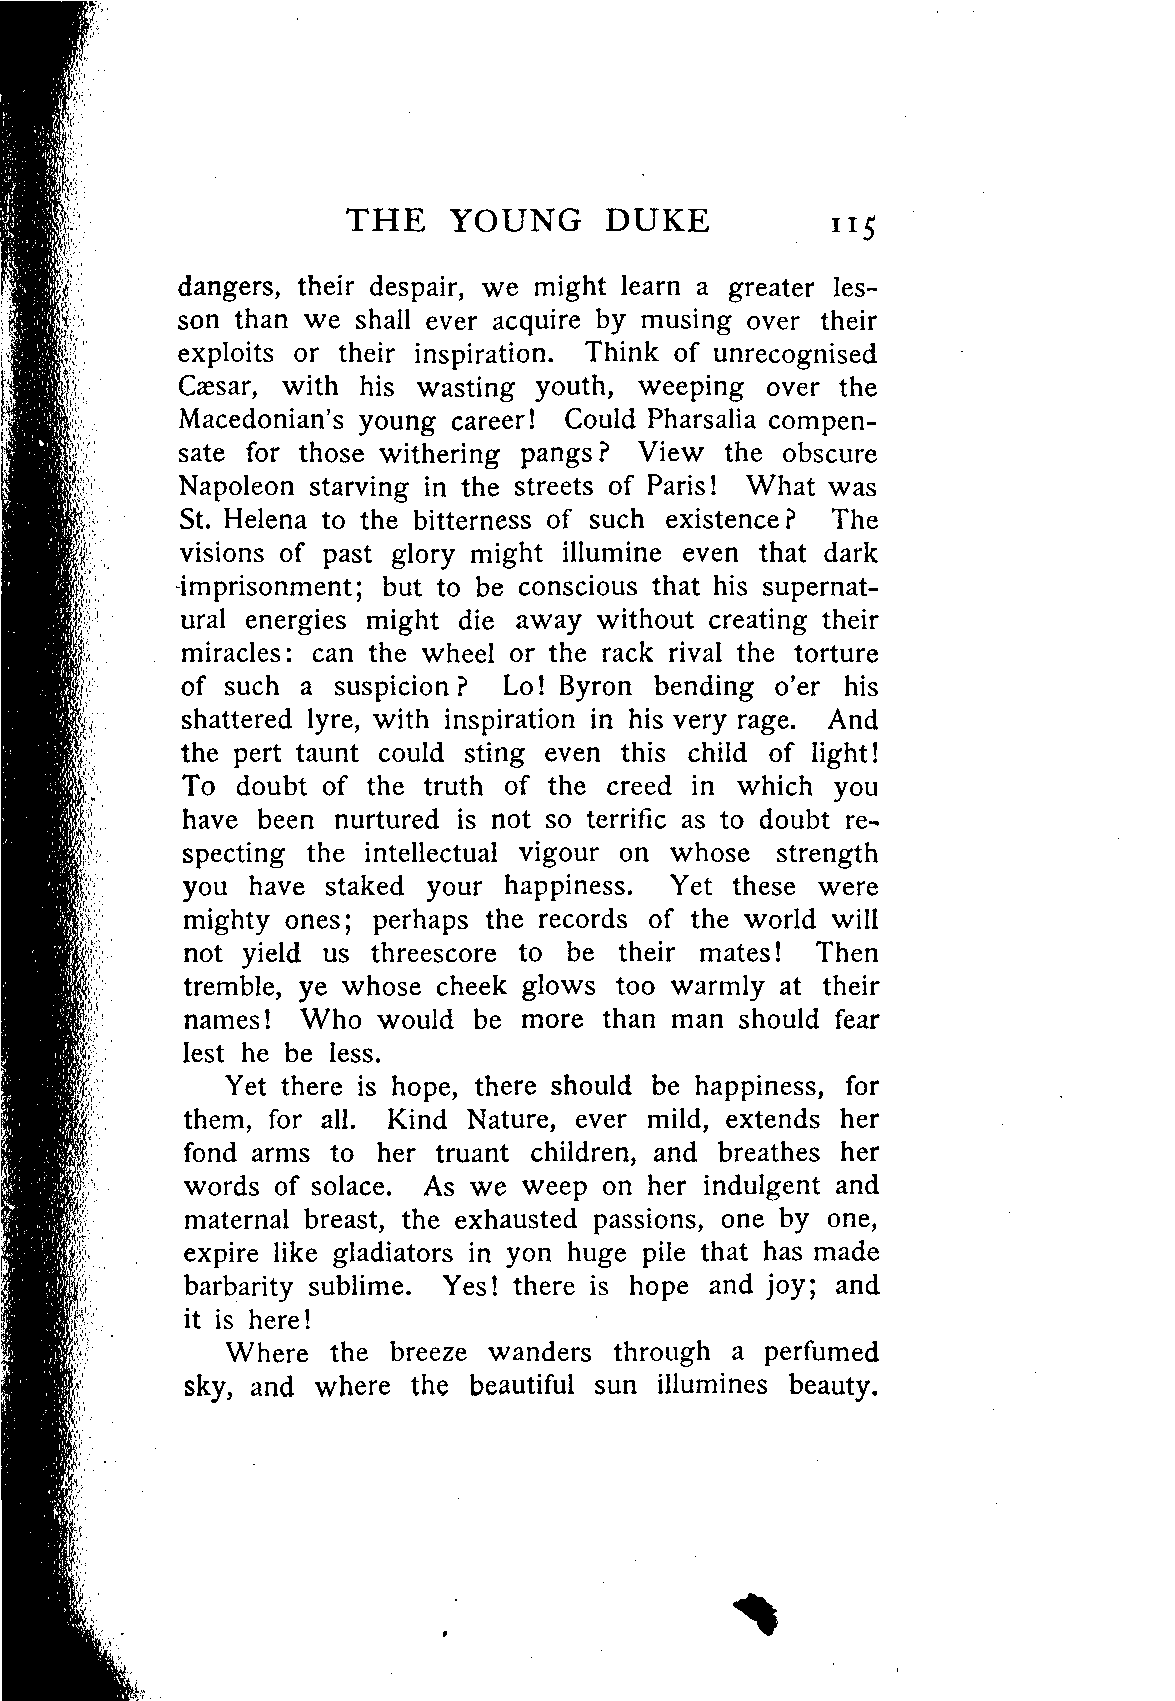 THE YOUNG DUKE 115
dangers, their despair, we might learn a greater les-
son than we shall ever acquire by musing over their
exploits or their inspiration. Think of unrecognised
Cæsar, with his wasting youth, weeping over the
Macedonian's young career! Could Pharsalia compen-
sate for those withering pangs? View the obscure
Napoleon starving in the streets of Paris! What was
St. Helena to the bitterness of such existence? The
visions of past glory might illumine even that dark
imprisonment; but to be conscious that his supernat-
ural energies might die away without creating their
miracles: can the wheel or the rack rival the torture
of such a suspicion? Lo! Byron bending o'er his
shattered lyre, with inspiration in his very rage. And
the pert taunt could sting even this child of light!
To doubt of the truth of the creed in which you
have been nurtured is not so terrific as to doubt re-
specting the intellectual vigour on whose strength
you have staked your happiness. Yet these were
mighty ones; perhaps the records of the world will
not yield us threescore to be their mates! Then
tremble, ye whose cheek glows too warmly at their
names! Who would be more than man should fear
lest he be less.
Yet there is hope, there should be happiness, for
them, for all. Kind Nature, ever mild, extends her
fond arms to her truant children, and breathes her
words of solace. As we weep on her indulgent and
maternal breast, the exhausted passions, one by one,
expire like gladiators in yon huge pile that has made
barbarity sublime. Yes! there is hope and joy; and
it is here!
Where the breeze wanders through a perfumed
sky, and where the beautiful sun illumines beauty.